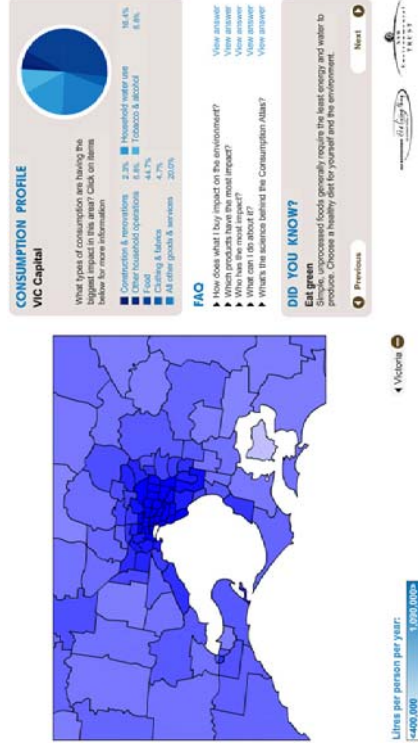 CONSUMPTION PROFILE
VIC Capital
What types of consumption are having the
biggest impact in this area? Click on items
below for more information
Construction & renovations 2.3%
Other household operations 6.8%
Food 44.7%
Clothing & fabrics 4.7%
All other goods & services 20.0%
Household water use 16.4%
Tobacco & alcohol
FAQ
How does what I buy impact on the environment? View answer
Which products have the most impact? View answer
Who has the most impact? View answer
What can I do about it? View answer
What's the science behind the Consumption Atlas? View answer
DID YOU KNOW?
Eat green
Simple, unprocessed foods generally require the least energy and water to
produce. Choose a healthy diet for yourself and the environment.
Previous
Next
Victoria
Litres per person per year:
<400,000 1,090,000>
TRUST